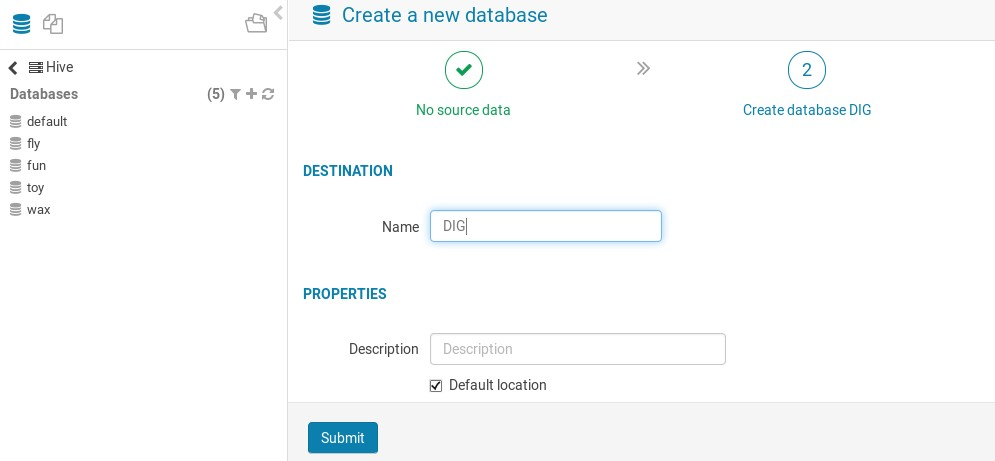 Create a new database
Hive
Databases (5)
default
fly
fun
toy
wax
No source data
2
Create database DIG
DESTINATION
Name DIG
PROPERTIES
Description Description
Default location
Submit